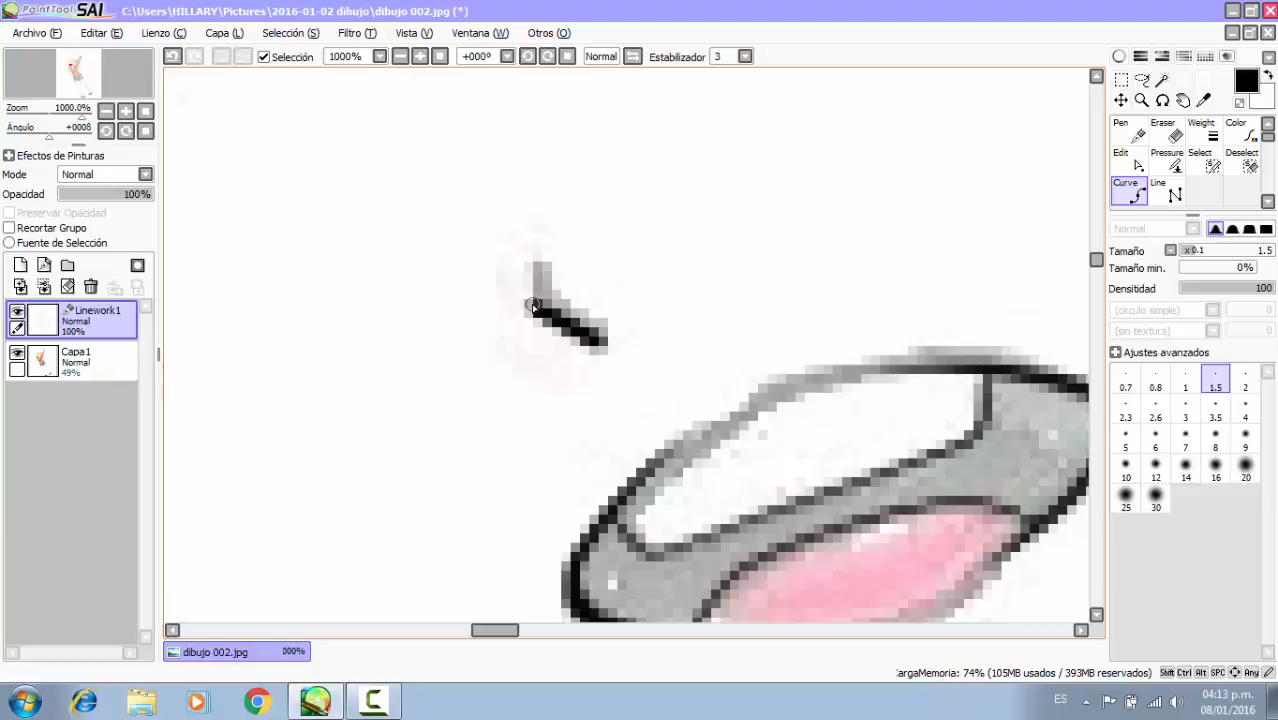 PaintTool SAI C:\Users\HILLARY\Pictures\2016-01-02 dibujo\dibujo 002.jpg (*)
Archivo (F) Editar (E) Lienzo (C) Capa (L) Selección (S) Filtro (T) Vista (V) Ventana (W) Otros (O)
Selección 1000% +000º Normal Estabilizador 3
Zoom 1000.0%
Ángulo +000ß
Efectos de Pinturas
Mode Normal
Opacidad 100%
Preservar Opacidad
Recortar Grupo
Fuente de Selección
Linework1
Normal
100%
Capa1
Normal
49%
Pen Eraser Weight Color
Edit Pressure Select Deselect
Curve Line
Normal
Tamaño x 0.1 1.5
Tamaño min. 0%
Densidad 100
(círculo simple) 0
(sin textura) 0
Ajustes avanzados
0.7 0.8 1 1.5 2
2.3 2.6 3 3.5 4
5 6 7 8 9
10 12 14 16 20
25 30
dibujo 002.jpg 000%
argaMemoria: 74% (105MB usados / 393MB reservados) Shift Ctrl Alt SPC Any
ES 04:13 p.m.
08/01/2016